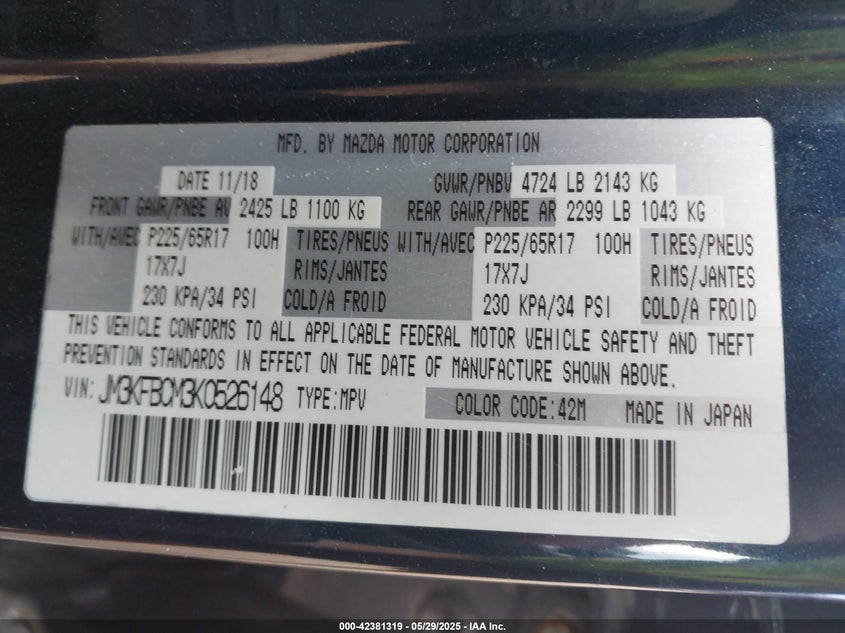 MFD. BY MAZDA MOTOR CORPORATION
DATE 11/18 GVWR/PNBV 4724 LB 2143 KG
FRONT GAWR/PNBE AV 2425 LB 1100 KG REAR GAWR/PNBE AR 2299 LB 1043 KG
WITH/AVEC P225/65R17 100H TIRES/PNEUS WITH/AVEC P225/65R17 100H TIRES/PNEUS
17X7J RIMS/JANTES 17X7J RIMS/JANTES
230 KPA/34 PSI COLD/A FROID 230 KPA/34 PSI COLD/A FROID
THIS VEHICLE CONFORMS TO ALL APPLICABLE FEDERAL MOTOR VEHICLE SAFETY AND THEFT
PREVENTION STANDARDS IN EFFECT ON THE DATE OF MANUFACTURE SHOWN ABOVE.
VIN: JM3KFBCM3K0526148 TYPE:MPV COLOR CODE:42M MADE IN JAPAN
000-42381319 | 05/29/2025 - IAA Inc.